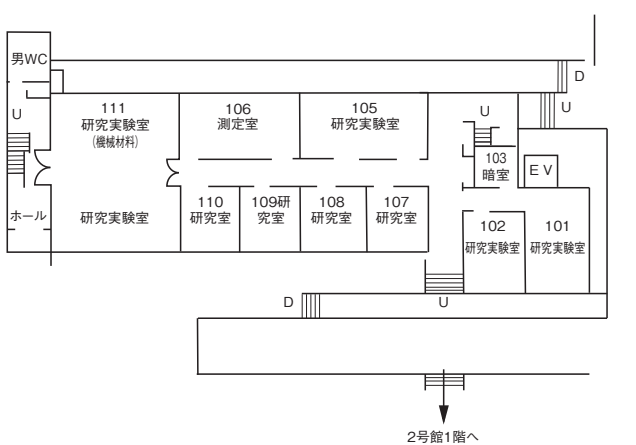 男WC
D
111
研究実験室
(機械材料)
106
測定室
105
研究実験室
U
U
U
103
暗室
EV
ホール
研究実験室
110
研究室
109研
究室
108
研究室
107
研究室
102
研究実験室
101
研究実験室
D
U
2号館1階へ